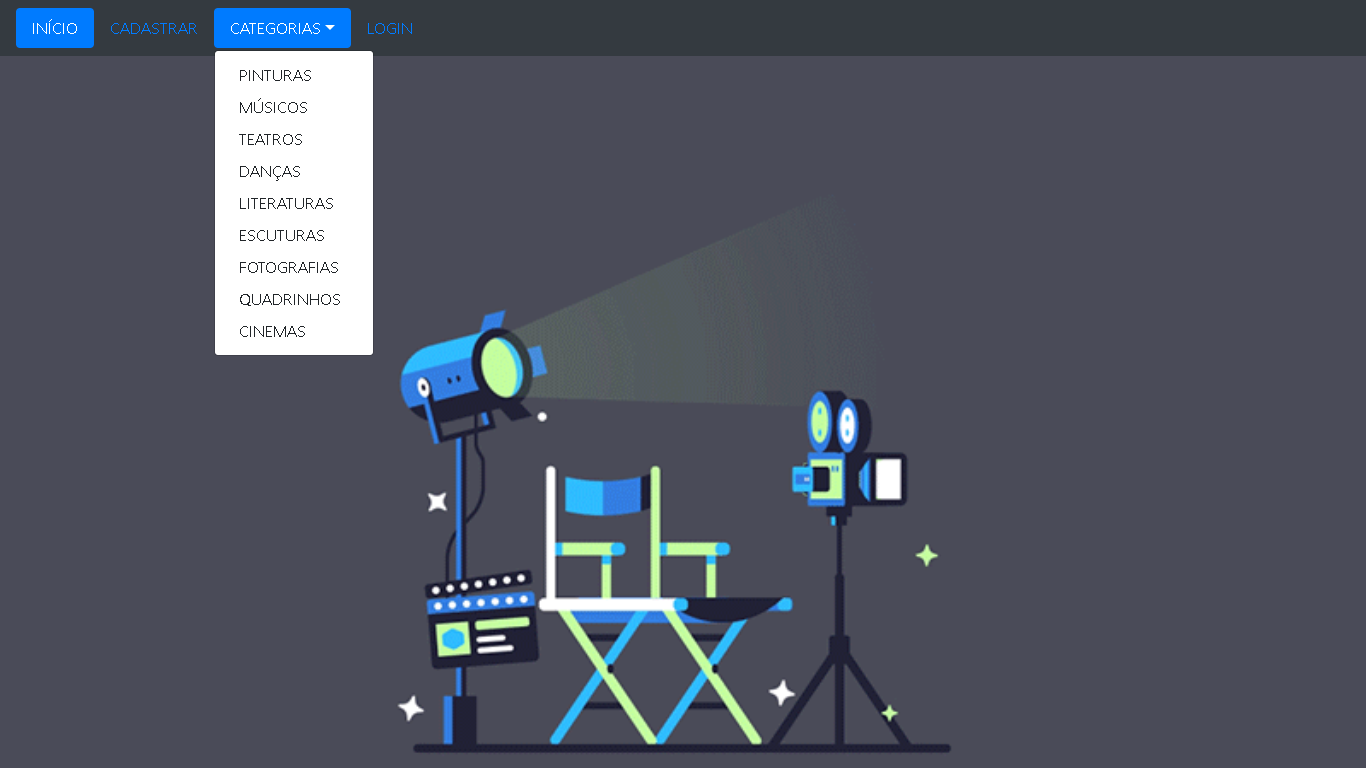 INÍCIO CADASTRAR CATEGORIAS LOGIN
PINTURAS
MÚSICOS
TEATROS
DANÇAS
LITERATURAS
ESCUTURAS
FOTOGRAFIAS
QUADRINHOS
CINEMAS